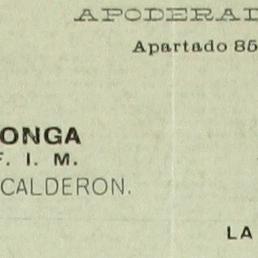 APODERAD
Apartado 85
ONGA
F. I. M.
CALDERON.
LA